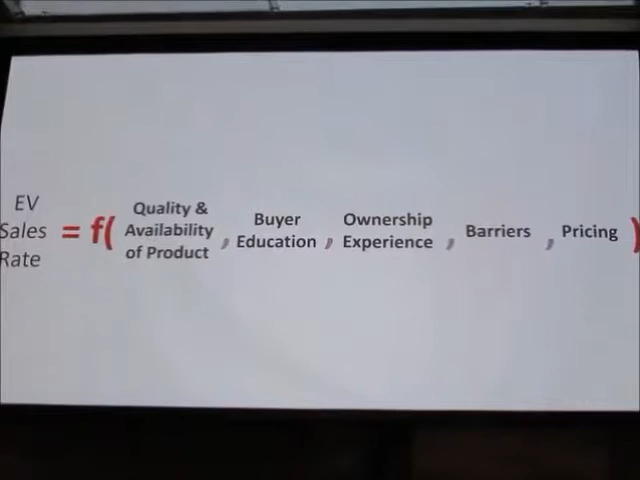 EV
Sales
Rate
= f(
Quality &
Availability
of Product
,
Buyer
Education
,
Ownership
Experience
,
Barriers
,
Pricing
)